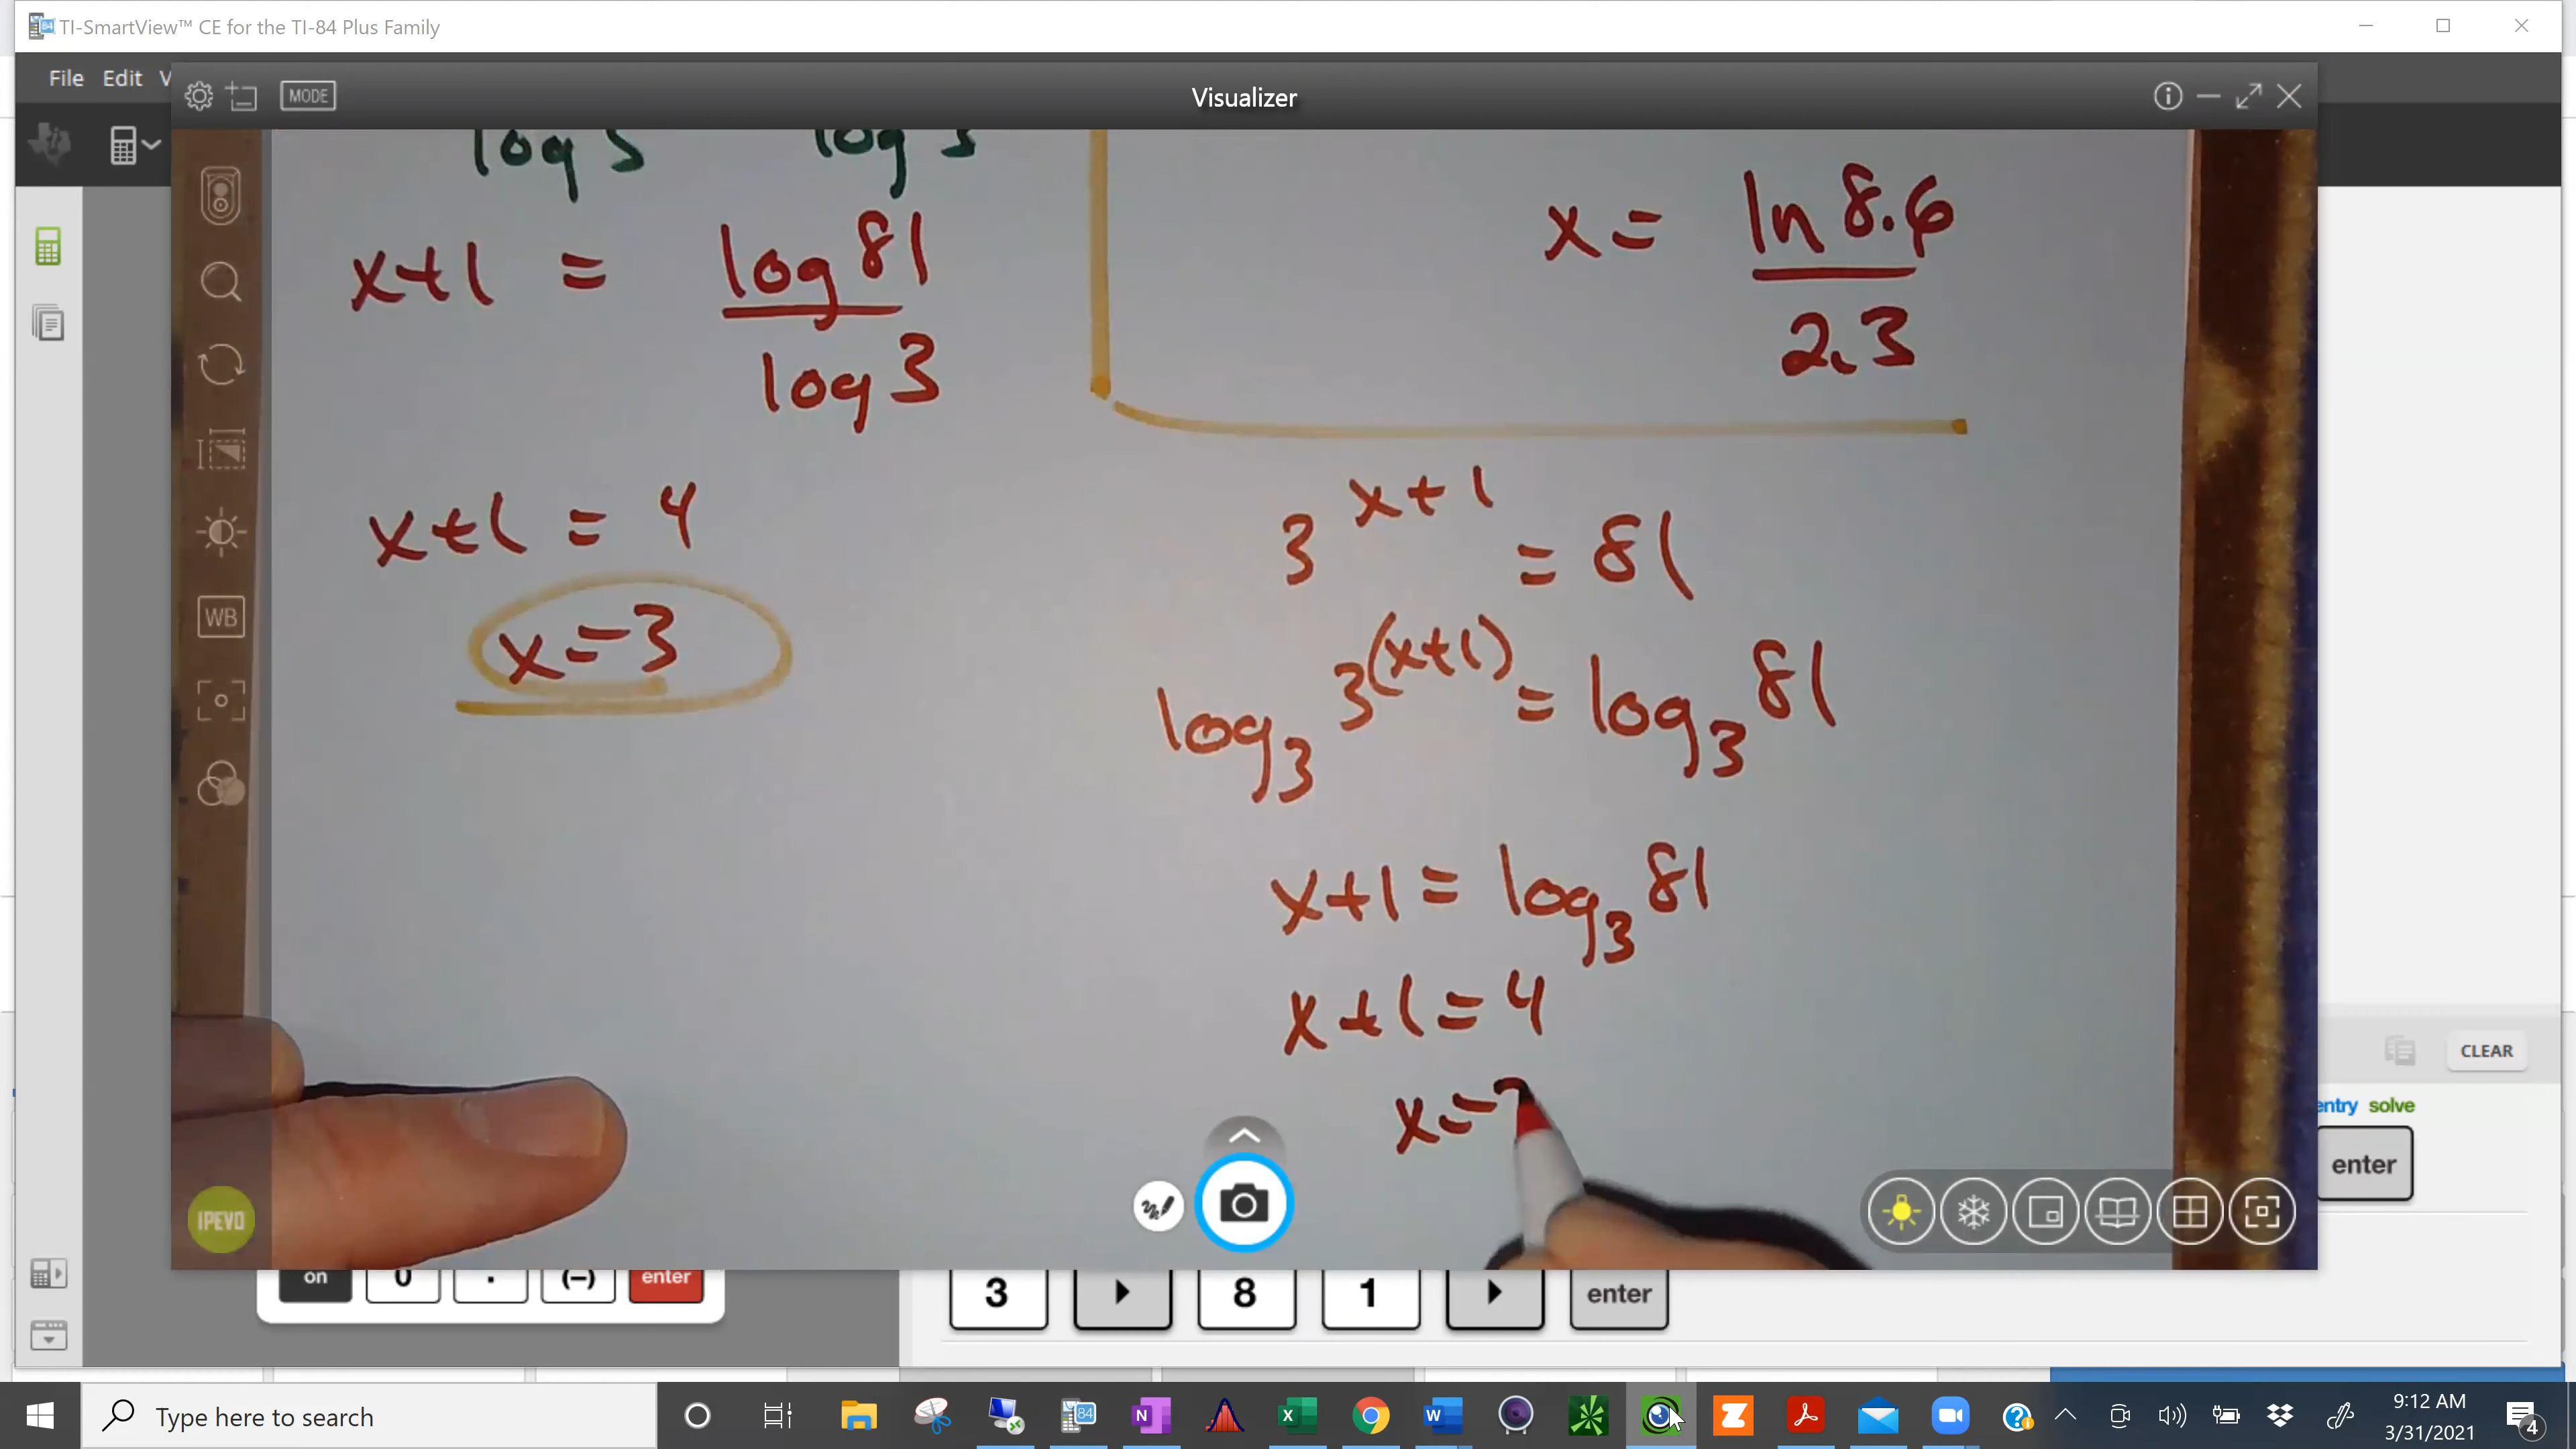 TI-SmartView™ CE for the TI-84 Plus Family
File Edit V
MODE
Visualizer
log 3 log 3
x+1 = log 81
log 3
x = ln 8.6
2.3
x+1 = 4
x=3
3^x+1 = 81
log3 3^(x+1) = log3 81
x+1 = log3 81
x+1 = 4
x=
WB
IPEVO
CLEAR
entry solve
enter
on 0 . (–) enter
3 8 1 enter
Type here to search
84
N
X
W
9:12 AM
3/31/2021
4